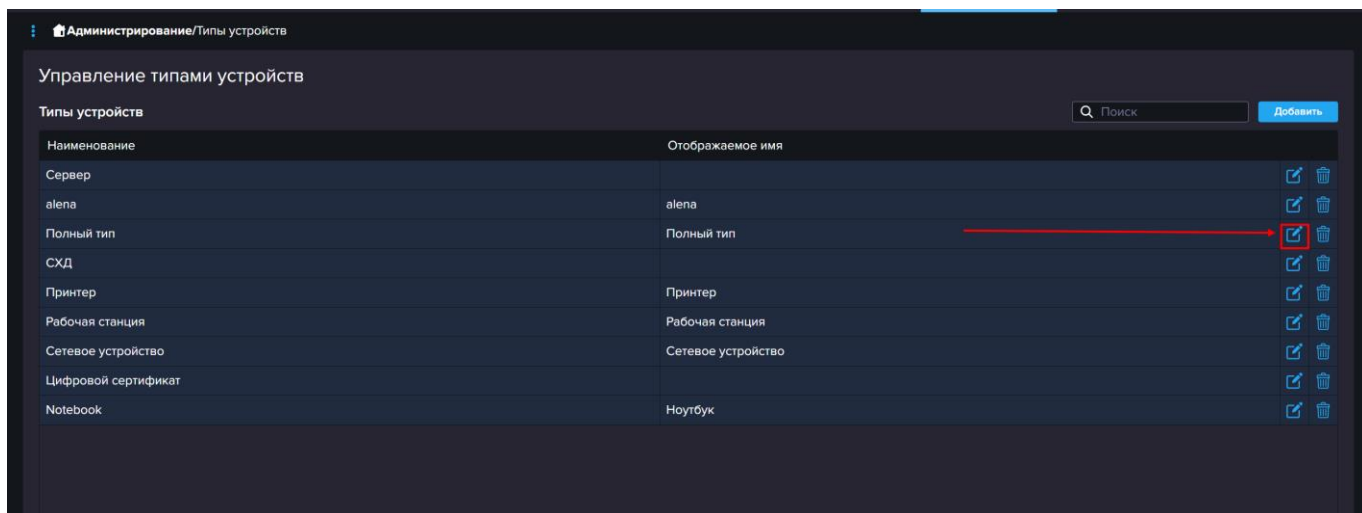 Администрирование/Типы устройств
Управление типами устройств
Типы устройств Поиск Добавить
Наименование Отображаемое имя
Сервер
alena alena
Полный тип Полный тип
СХД
Принтер Принтер
Рабочая станция Рабочая станция
Сетевое устройство Сетевое устройство
Цифровой сертификат
Notebook Ноутбук